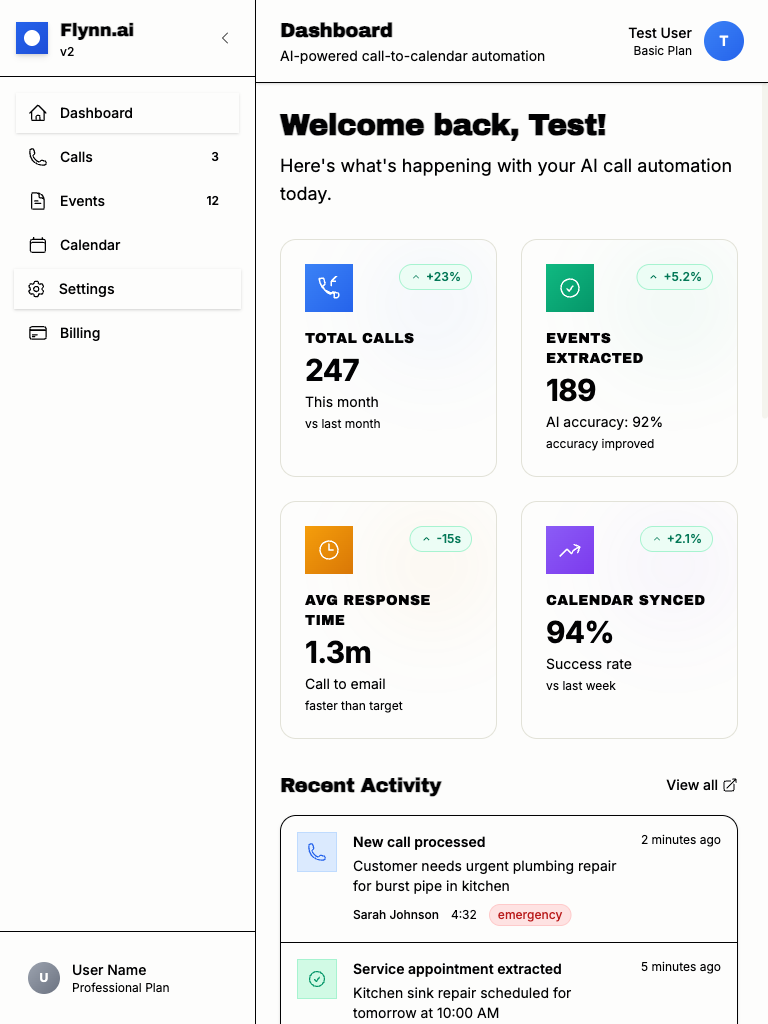 Flynn.ai
v2
Dashboard
Calls 3
Events 12
Calendar
Settings
Billing
U
User Name
Professional Plan
Dashboard
AI-powered call-to-calendar automation
Test User
Basic Plan
T
Welcome back, Test!
Here's what's happening with your AI call automation
today.
+23%
TOTAL CALLS
247
This month
vs last month
+5.2%
EVENTS
EXTRACTED
189
AI accuracy: 92%
accuracy improved
-15s
AVG RESPONSE
TIME
1.3m
Call to email
faster than target
+2.1%
CALENDAR SYNCED
94%
Success rate
vs last week
Recent Activity
View all
New call processed
2 minutes ago
Customer needs urgent plumbing repair
for burst pipe in kitchen
Sarah Johnson 4:32 emergency
Service appointment extracted
5 minutes ago
Kitchen sink repair scheduled for
tomorrow at 10:00 AM